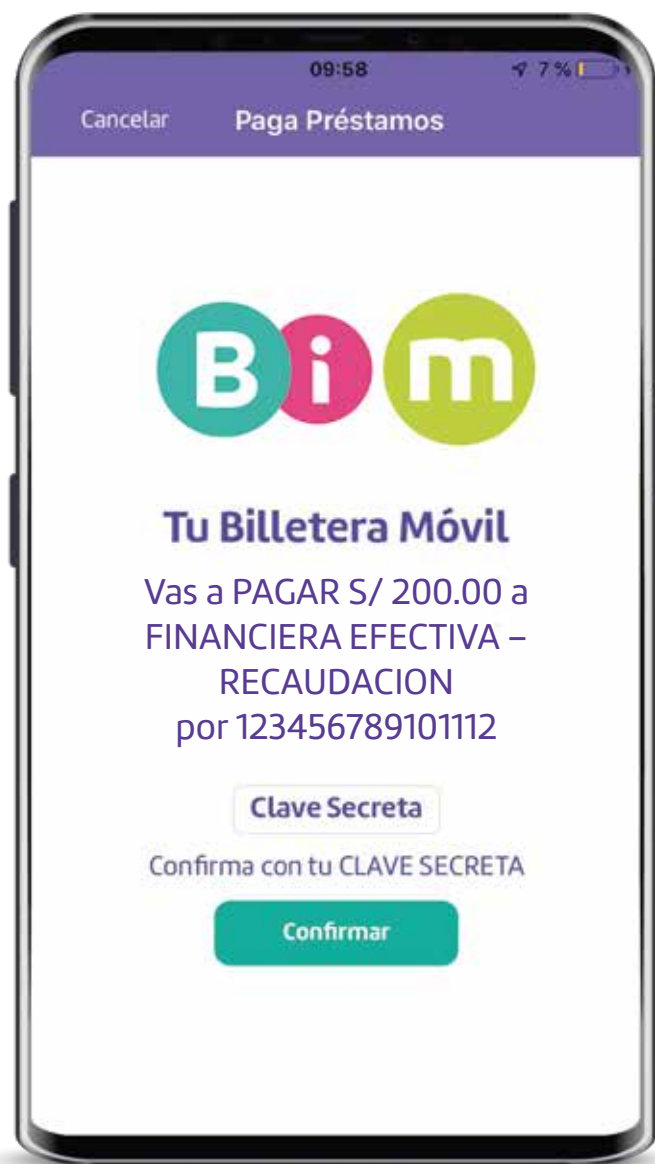 09:58 7 %
Cancelar Paga Préstamos
Bim
Tu Billetera Móvil
Vas a PAGAR S/ 200.00 a
FINANCIERA EFECTIVA –
RECAUDACION
por 123456789101112
Clave Secreta
Confirma con tu CLAVE SECRETA
Confirmar